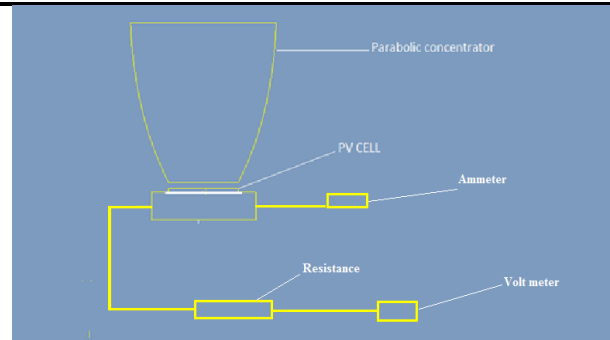 Parabolic concentrator
PV CELL
Ammeter
Resistance
Volt meter